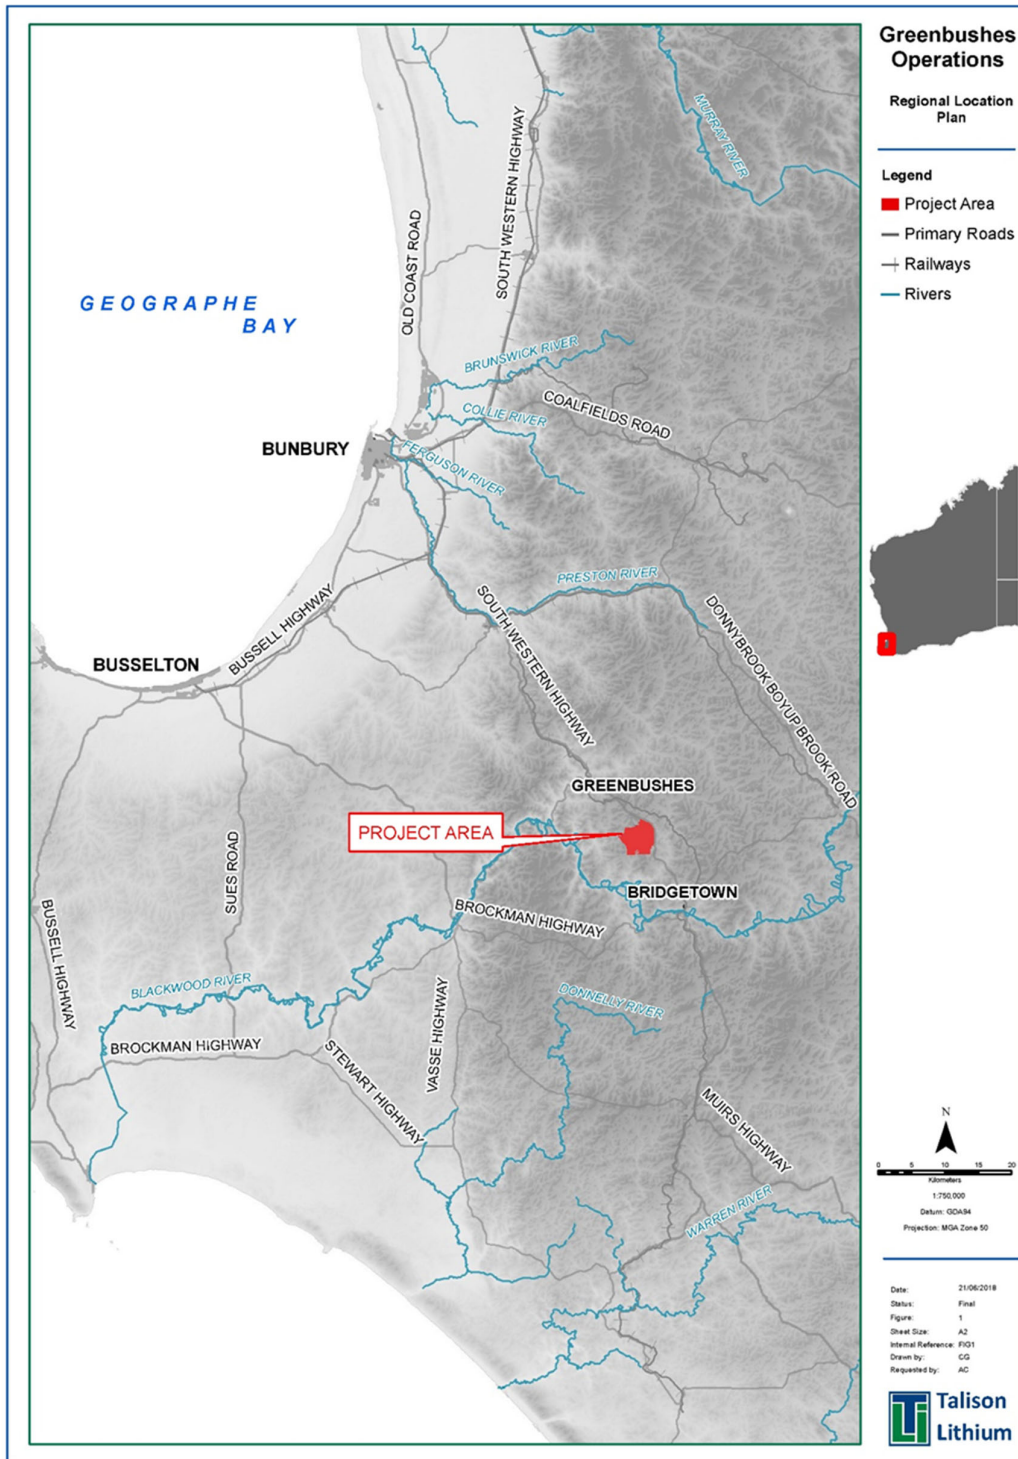 Greenbushes
Operations
Regional Location
Plan
Legend
Project Area
Primary Roads
Railways
Rivers
MURRAY RIVER
SOUTH WESTERN HIGHWAY
OLD COAST ROAD
GEOGRAPHE
BAY
BRUNSWICK RIVER
COALFIELDS ROAD
COLLIE RIVER
BUNBURY
FERGUSON RIVER
PRESTON RIVER
DONNYBROOK BOYUP BROOK ROAD
BUSSELL HIGHWAY
SOUTH WESTERN HIGHWAY
BUSSELTON
GREENBUSHES
PROJECT AREA
SUES ROAD
BRIDGETOWN
BROCKMAN HIGHWAY
BUSSELL HIGHWAY
BLACKWOOD RIVER
DONNELLY RIVER
VASSE HIGHWAY
BROCKMAN HIGHWAY
STEWART HIGHWAY
MUIRS HIGHWAY
WARREN RIVER
N
0 5 10 15 20
Kilometers
1:750,000
Datum: GDA94
Projection: MGA Zone 50
Date: 21/06/2018
Status: Final
Figure: 1
Sheet Size: A2
Internal Reference: FIG1
Drawn by: CG
Requested by: AC
Talison
Lithium